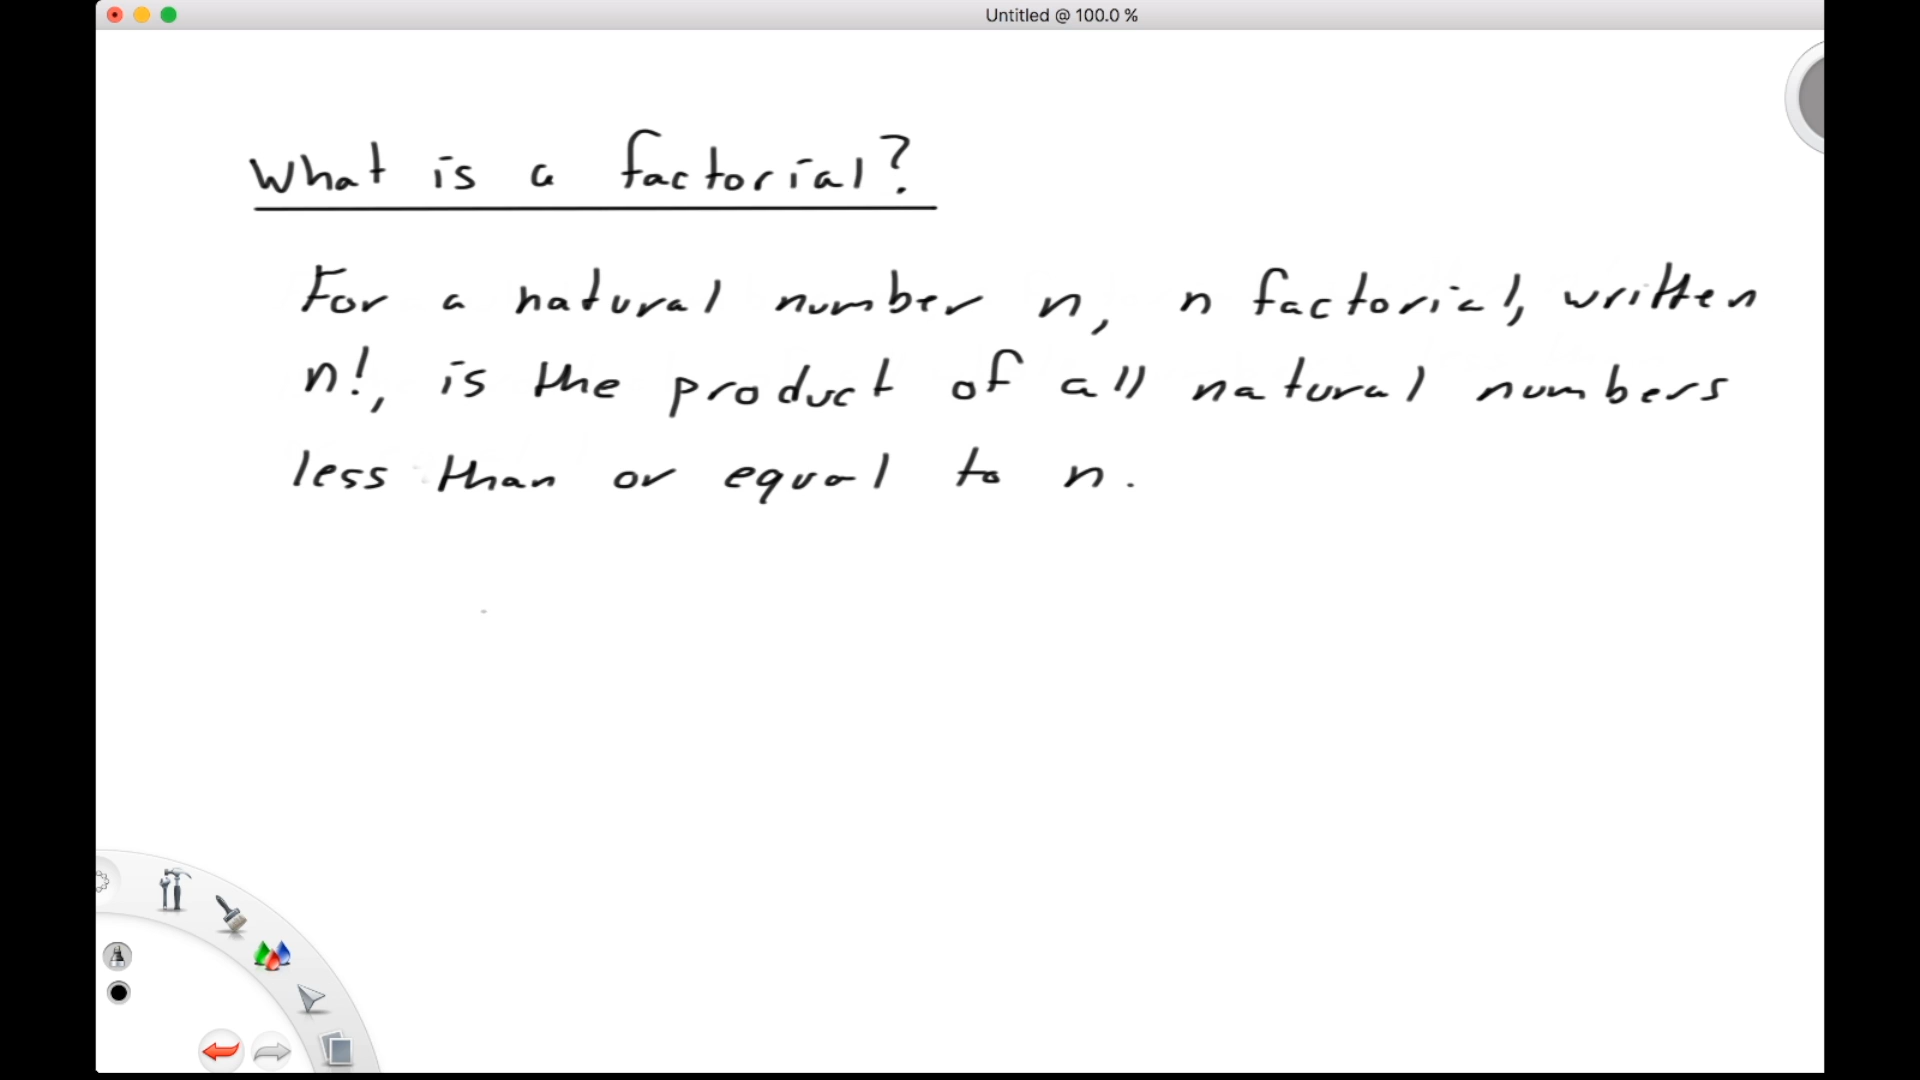 Untitled @ 100.0 %
What is a factorial?
For a natural number n, n factorial, written
n!, is the product of all natural numbers
less than or equal to n.